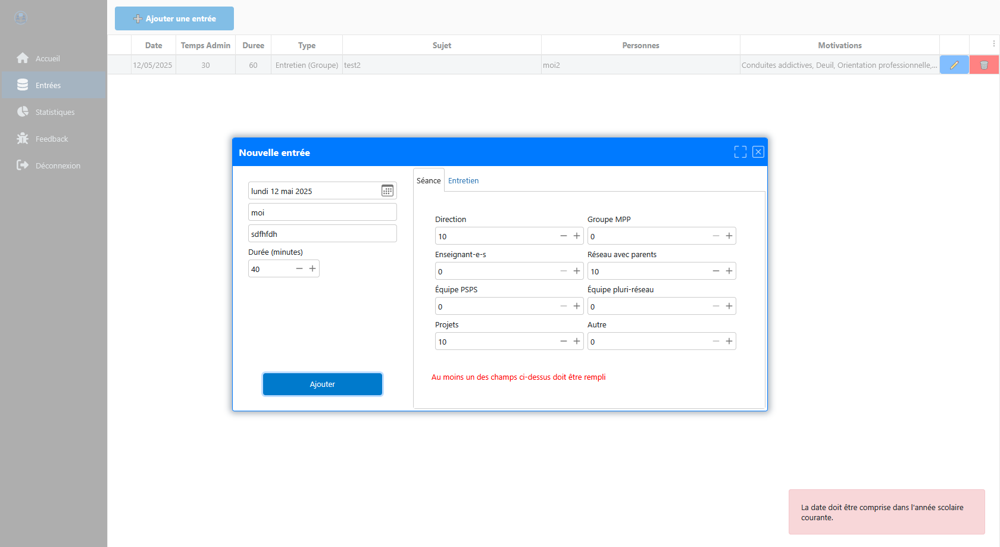 Accueil
Entrées
Statistiques
Feedback
Déconnexion
Ajouter une entrée
Date Temps Admin Duree Type Sujet Personnes Motivations
12/05/2025 30 60 Entretien (Groupe) test2 moi2 Conduites addictives, Deuil, Orientation professionnelle,...
Nouvelle entrée
lundi 12 mai 2025
moi
sdfhfdh
Durée (minutes)
40
Ajouter
Séance Entretien
Direction Groupe MPP
10 0
Enseignant-e-s Réseau avec parents
0 10
Équipe PSPS Équipe pluri-réseau
0 0
Projets Autre
10 0
Au moins un des champs ci-dessus doit être rempli
La date doit être comprise dans l'année scolaire
courante.